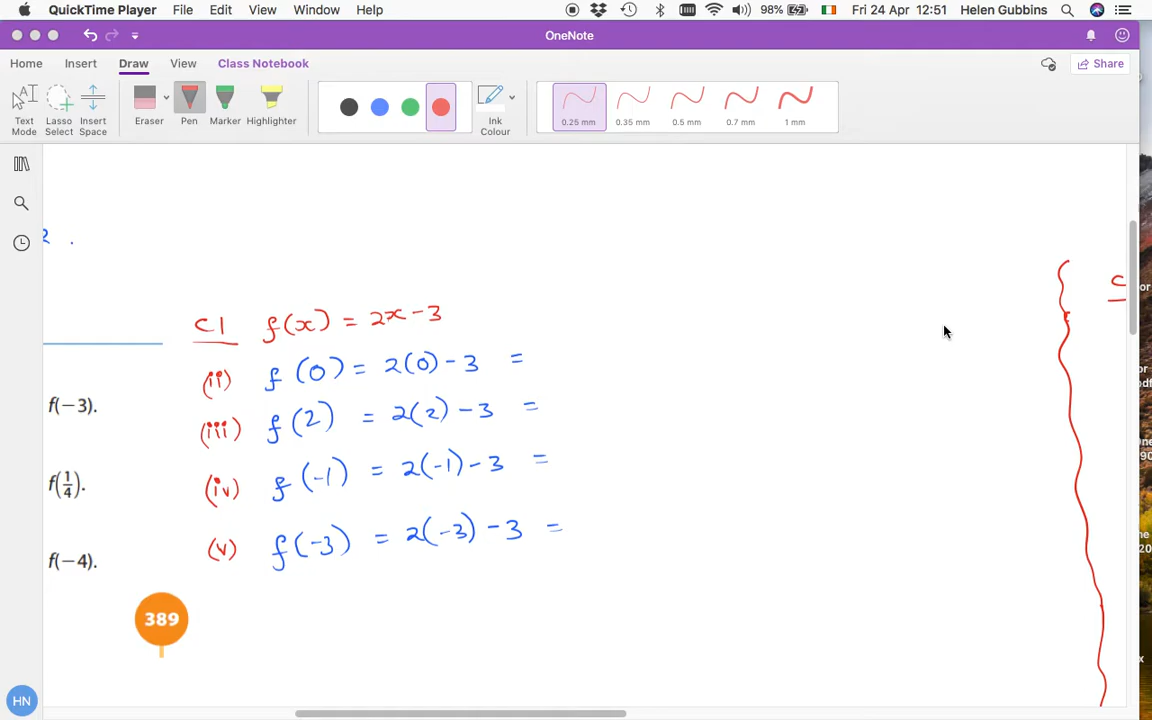 QuickTime Player File Edit View Window Help 98% Fri 24 Apr 12:51 Helen Gubbins
OneNote
Home Insert Draw View Class Notebook Share
Text Mode Lasso Select Insert Space Eraser Pen Marker Highlighter Ink Colour 0.25 mm 0.35 mm 0.5 mm 0.7 mm 1 mm
2 .
C
C1 f(x) = 2x - 3
(ii) f(0) = 2(0) - 3 =
f(-3).
(iii) f(2) = 2(2) - 3 =
(iv) f(-1) = 2(-1) - 3 =
f(1/4).
(v) f(-3) = 2(-3) - 3 =
f(-4).
389
HN